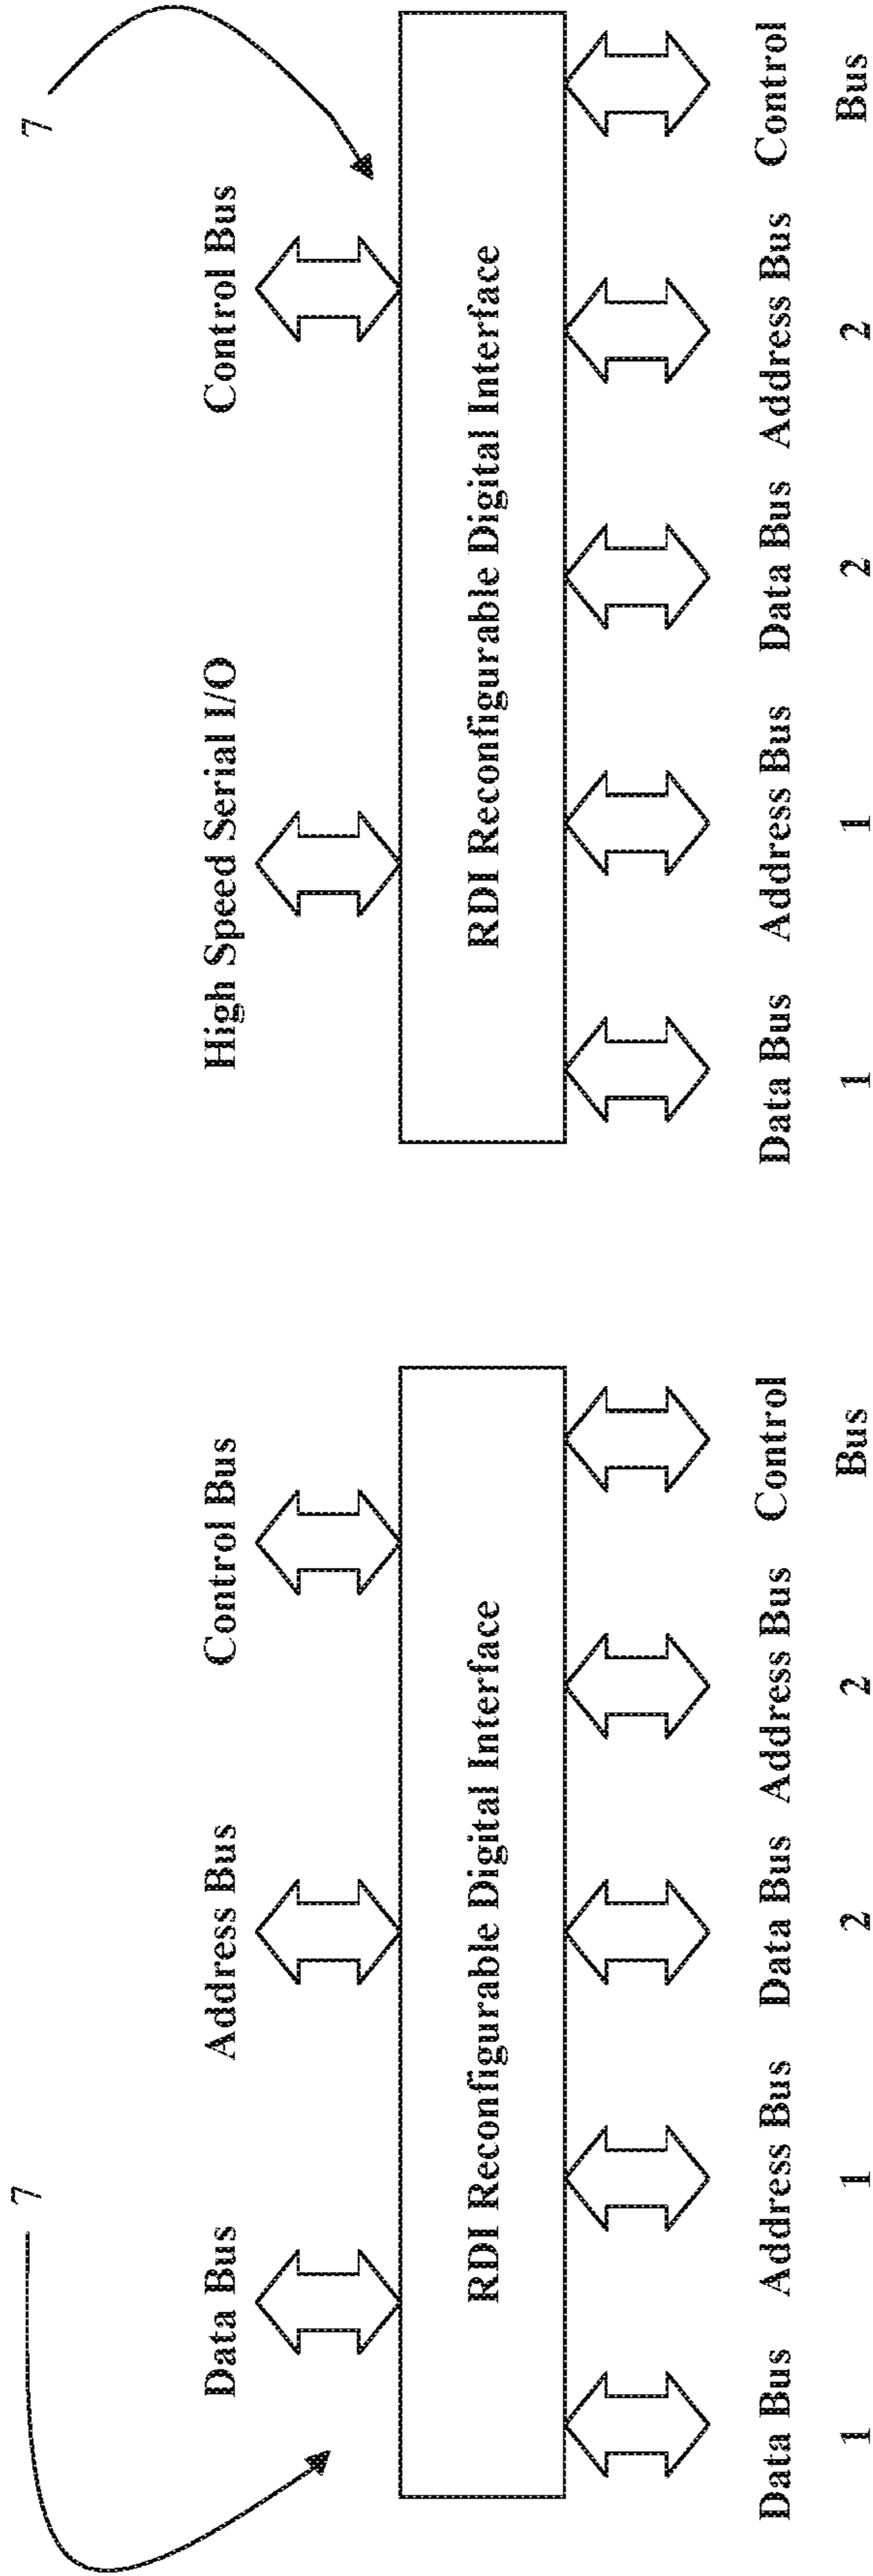 7
Data Bus
Address Bus
Control Bus
RDI Reconfigurable Digital Interface
Data Bus
1
Address Bus
1
Data Bus
2
Address Bus
2
Control
Bus
7
High Speed Serial I/O
Control Bus
RDI Reconfigurable Digital Interface
Data Bus
1
Address Bus
1
Data Bus
2
Address Bus
2
Control
Bus